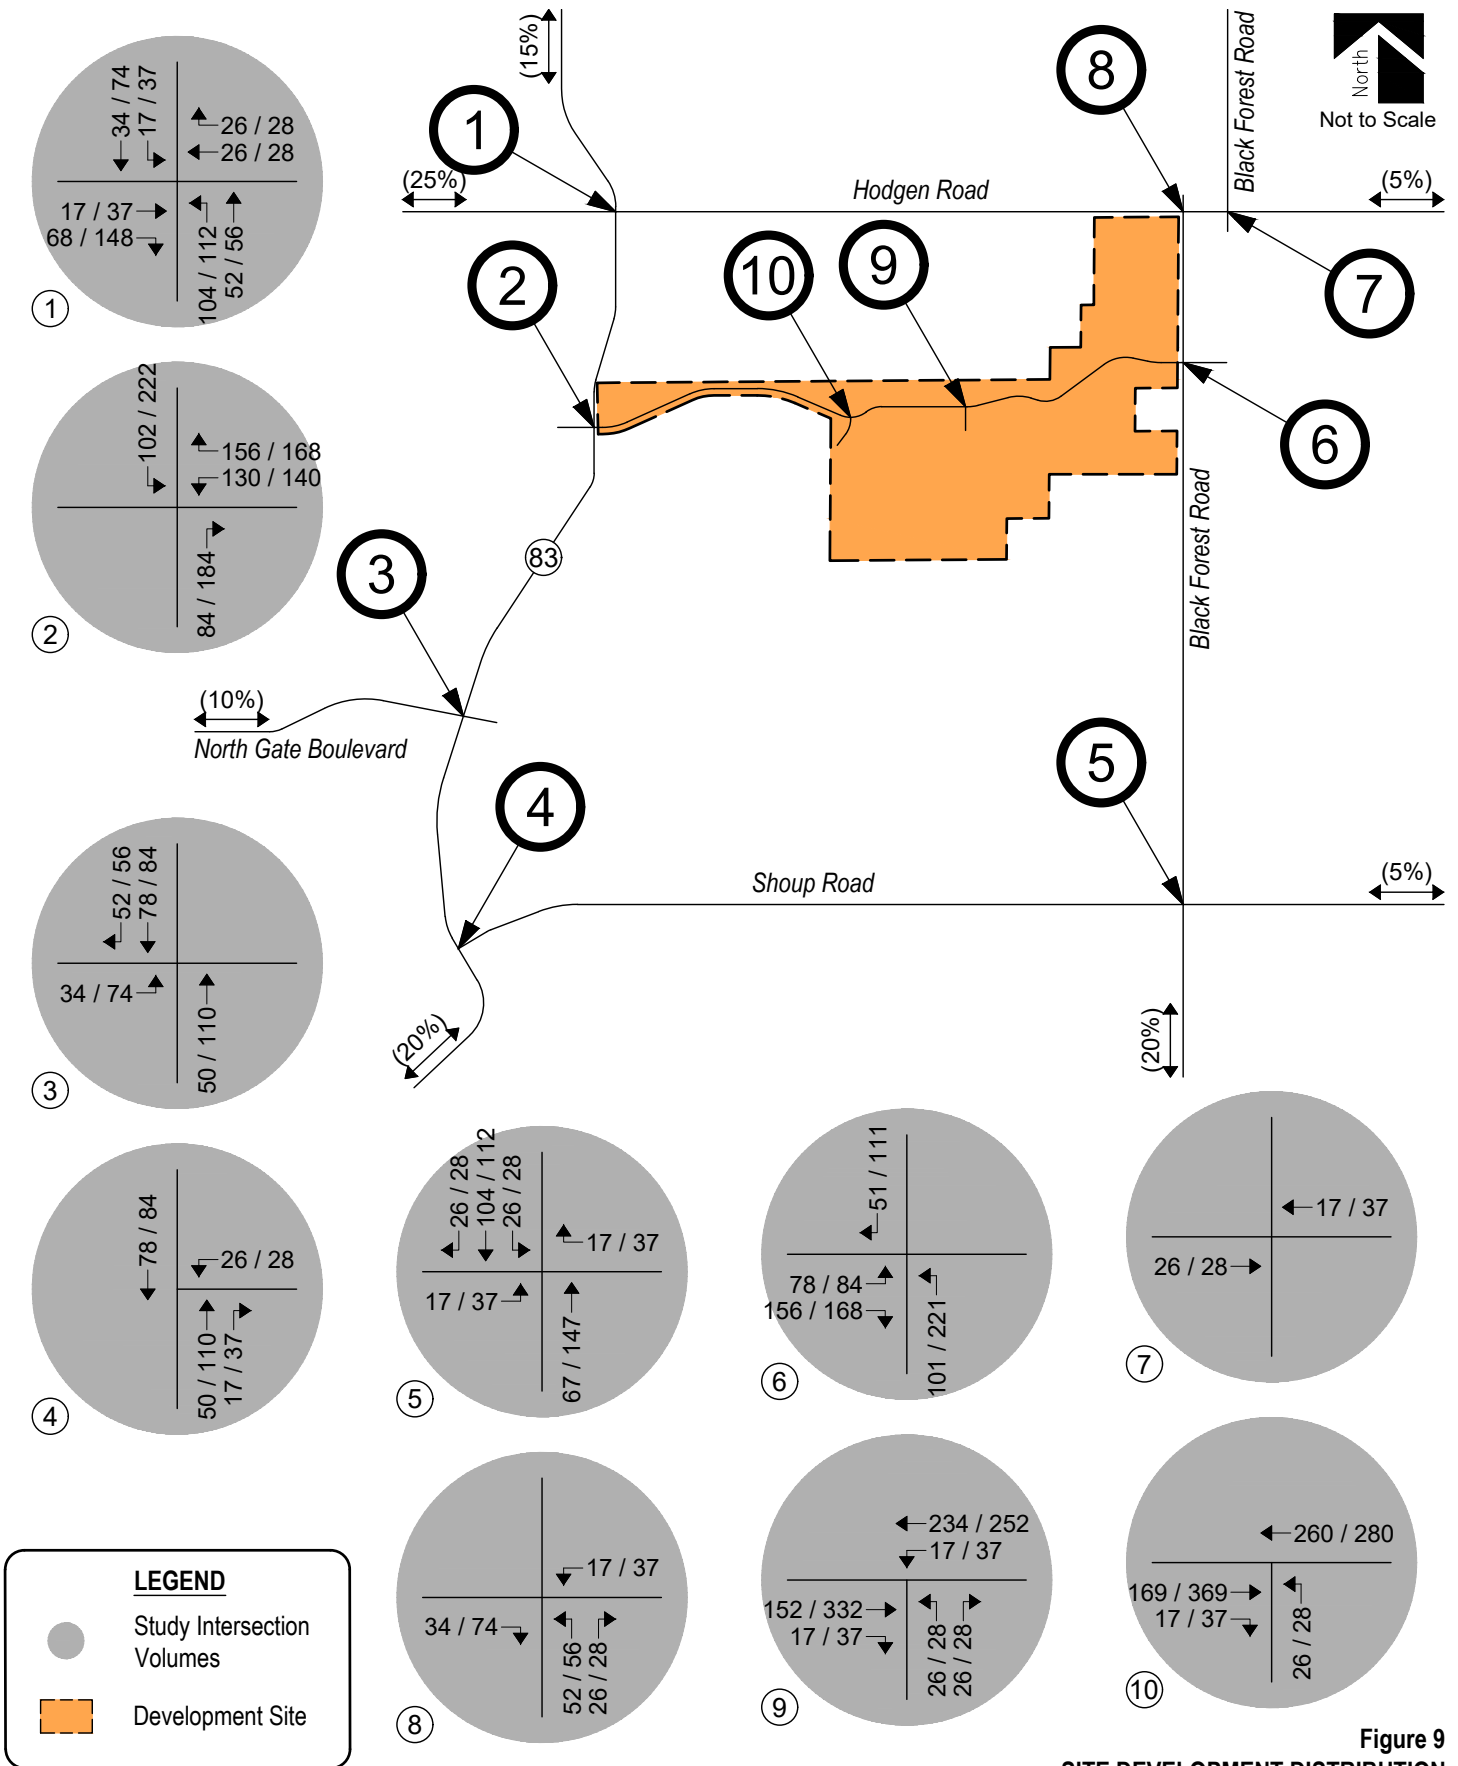 (15%)
8
Black Forest Road
North
Not to Scale
1
(25%)
Hodgen Road
(5%)
34 / 74
17 / 37
26 / 28
26 / 28
17 / 37
68 / 148
104 / 112
52 / 56
1
2
10
9
7
102 / 222
156 / 168
130 / 140
84 / 184
2
6
83
3
Black Forest Road
(10%)
North Gate Boulevard
4
5
Shoup Road
(5%)
(20%)
(20%)
52 / 56
78 / 84
34 / 74
50 / 110
3
78 / 84
26 / 28
50 / 110
17 / 37
4
26 / 28
104 / 112
26 / 28
17 / 37
17 / 37
67 / 147
5
51 / 111
78 / 84
156 / 168
101 / 221
6
17 / 37
26 / 28
7
17 / 37
34 / 74
52 / 56
26 / 28
8
234 / 252
17 / 37
152 / 332
17 / 37
26 / 28
26 / 28
9
260 / 280
169 / 369
17 / 37
26 / 28
10
LEGEND
Study Intersection
Volumes
Development Site
Figure 9
SITE DEVELOPMENT DISTRIBUTION